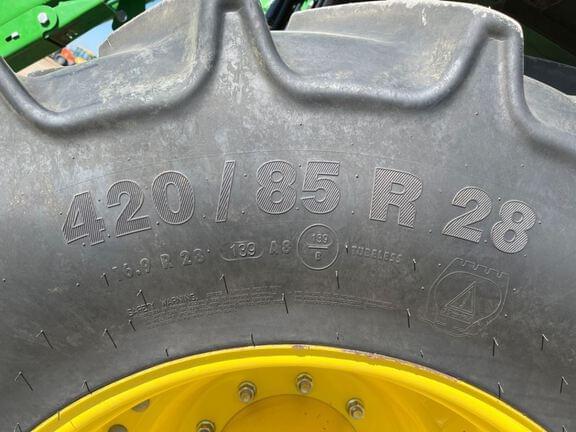 420/85 R 28
16.9 R 28 139 A8 139 B TUBELESS
SAFETY WARNING